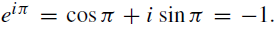 e^{iπ} = cos π + i sin π = −1.